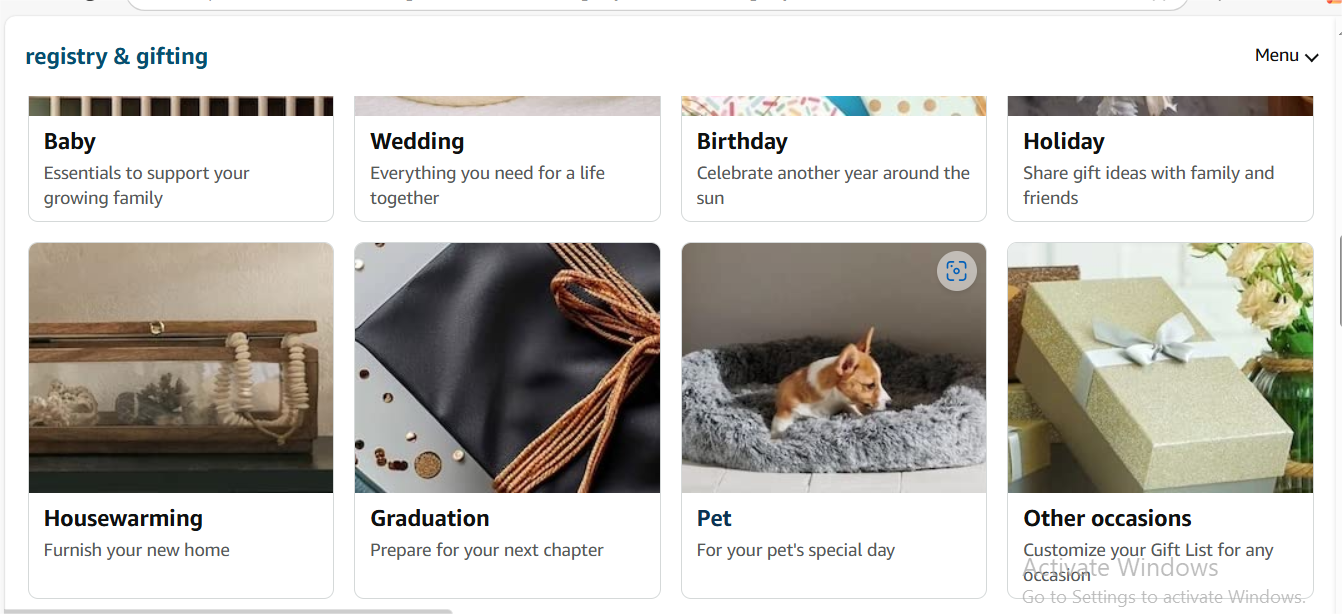 registry & gifting
Menu
Baby
Essentials to support your
growing family
Wedding
Everything you need for a life
together
Birthday
Celebrate another year around the
sun
Holiday
Share gift ideas with family and
friends
Housewarming
Furnish your new home
Graduation
Prepare for your next chapter
Pet
For your pet's special day
Other occasions
Customize your Gift List for any
occasion
Activate Windows
Go to Settings to activate Windows.